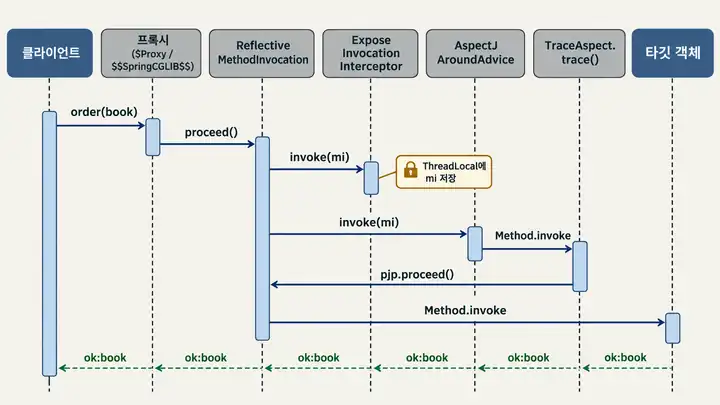 클라이언트
프록시
($Proxy /
$$SpringCGLIB$$)
Reflective
MethodInvocation
Expose
Invocation
Interceptor
AspectJ
AroundAdvice
TraceAspect.
trace()
타깃 객체
order(book)
proceed()
invoke(mi)
ThreadLocal에
mi 저장
invoke(mi)
Method.invoke
pjp.proceed()
Method.invoke
ok:book
ok:book
ok:book
ok:book
ok:book
ok:book